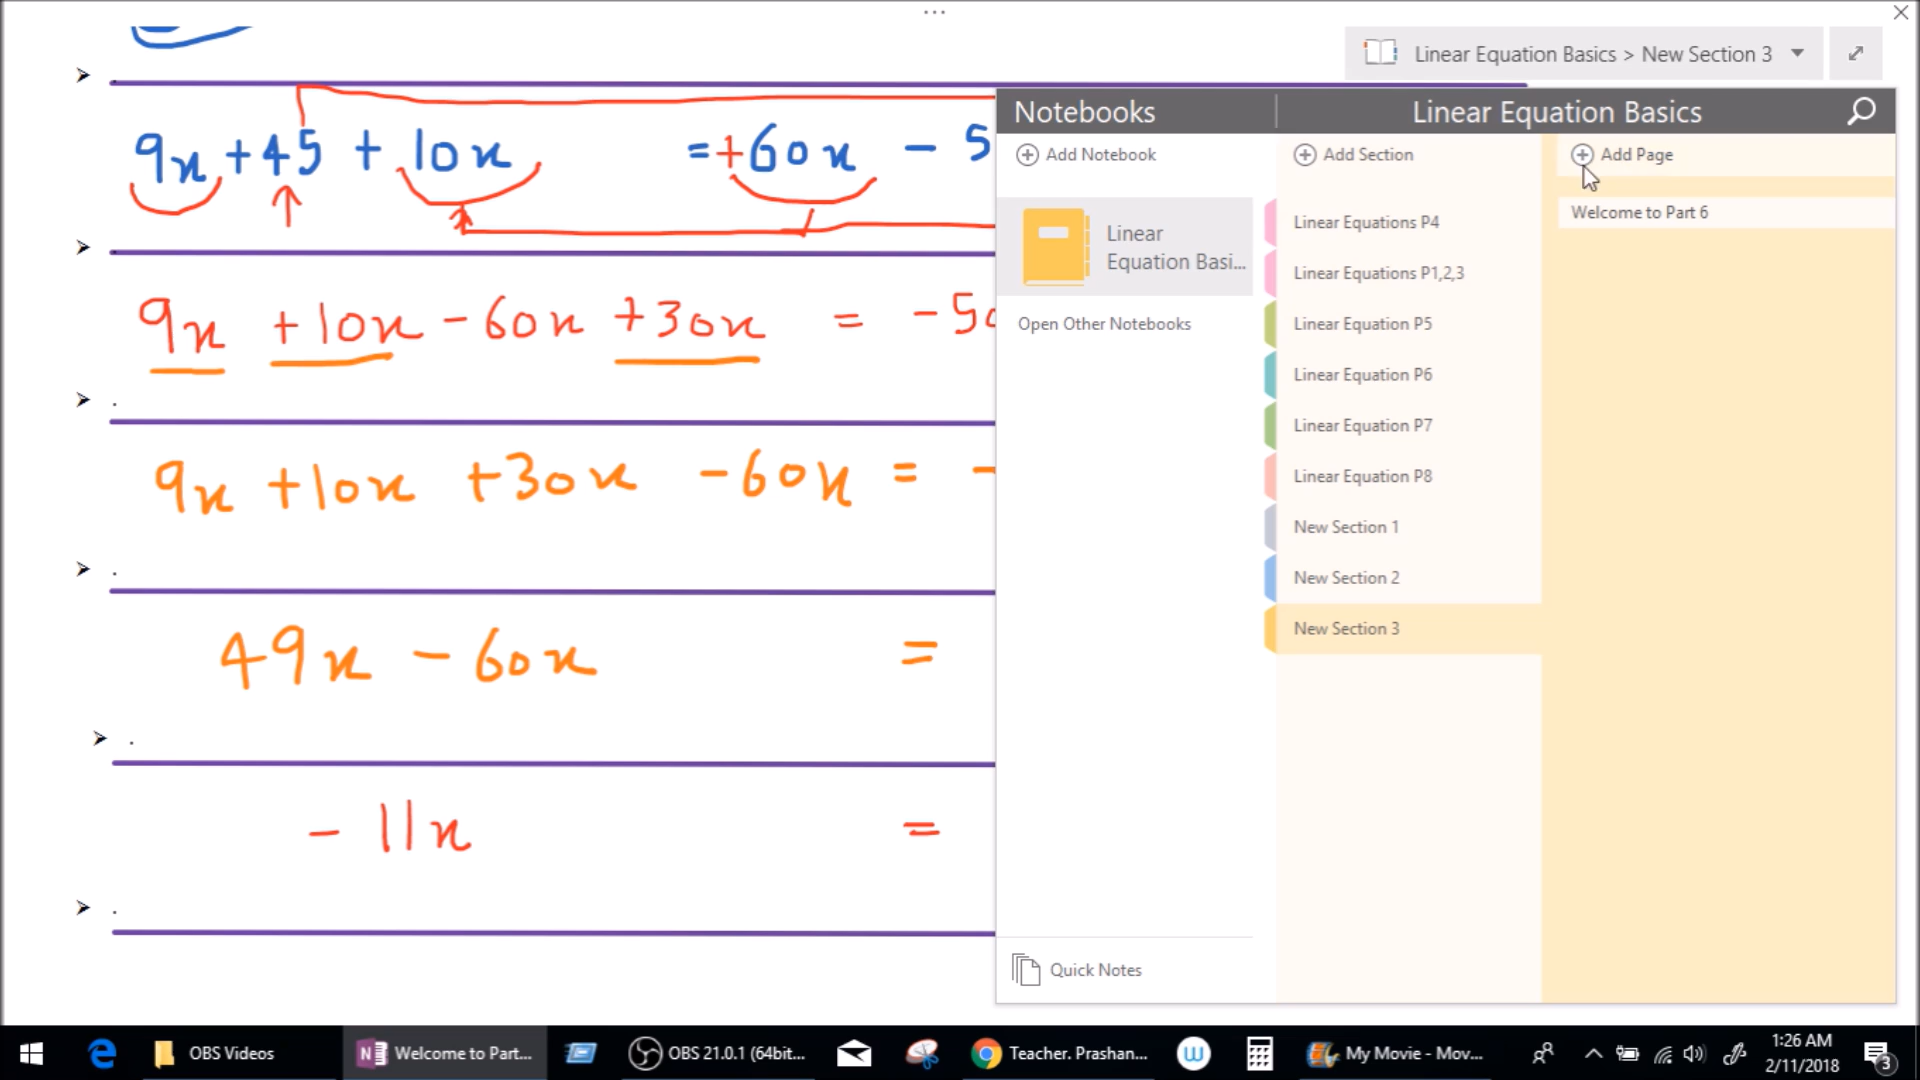 Linear Equation Basics > New Section 3
Notebooks
Linear Equation Basics
Add Notebook
Add Section
Add Page
Linear
Equation Basi...
Open Other Notebooks
Linear Equations P4
Linear Equations P1,2,3
Linear Equation P5
Linear Equation P6
Linear Equation P7
Linear Equation P8
New Section 1
New Section 2
New Section 3
Welcome to Part 6
Quick Notes
9x + 45 + 10x = +60x - 5
9x +10x - 60x +30x = -50
9x +10x +30x -60x = -
49x - 60x =
- 11x =
OBS Videos
Welcome to Part...
OBS 21.0.1 (64bit...
Teacher. Prashan...
My Movie - Mov...
1:26 AM
2/11/2018
3